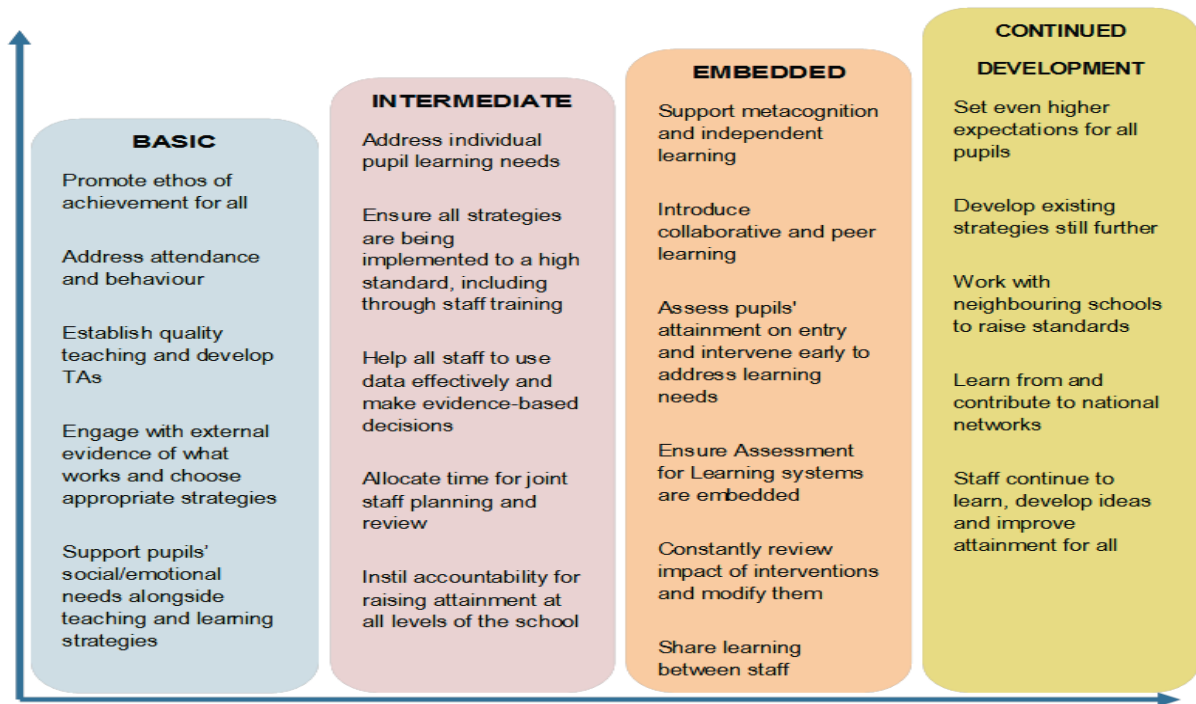 BASIC
Promote ethos of
achievement for all
Address attendance
and behaviour
Establish quality
teaching and develop
TAs
Engage with external
evidence of what
works and choose
appropriate strategies
Support pupils’
social/emotional
needs alongside
teaching and learning
strategies
INTERMEDIATE
Address individual
pupil learning needs
Ensure all strategies
are being
implemented to a high
standard, including
through staff training
Help all staff to use
data effectively and
make evidence-based
decisions
Allocate time for joint
staff planning and
review
Instil accountability for
raising attainment at
all levels of the school
EMBEDDED
Support metacognition
and independent
learning
Introduce
collaborative and peer
learning
Assess pupils'
attainment on entry
and intervene early to
address learning
needs
Ensure Assessment
for Learning systems
are embedded
Constantly review
impact of interventions
and modify them
Share learning
between staff
CONTINUED
DEVELOPMENT
Set even higher
expectations for all
pupils
Develop existing
strategies still further
Work with
neighbouring schools
to raise standards
Learn from and
contribute to national
networks
Staff continue to
learn, develop ideas
and improve
attainment for all